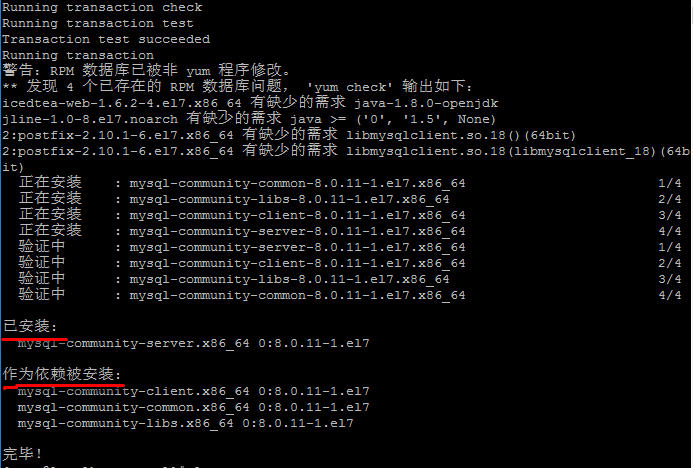 Running transaction check
Running transaction test
Transaction test succeeded
Running transaction
警告：RPM 数据库已被非 yum 程序修改。
** 发现 4 个已存在的 RPM 数据库问题， 'yum check' 输出如下：
icedtea-web-1.6.2-4.el7.x86_64 有缺少的需求 java-1.8.0-openjdk
jline-1.0-8.el7.noarch 有缺少的需求 java >= ('0', '1.5', None)
2:postfix-2.10.1-6.el7.x86_64 有缺少的需求 libmysqlclient.so.18()(64bit)
2:postfix-2.10.1-6.el7.x86_64 有缺少的需求 libmysqlclient.so.18(libmysqlclient_18)(64b
it)
正在安装 : mysql-community-common-8.0.11-1.el7.x86_64 1/4
正在安装 : mysql-community-libs-8.0.11-1.el7.x86_64 2/4
正在安装 : mysql-community-client-8.0.11-1.el7.x86_64 3/4
正在安装 : mysql-community-server-8.0.11-1.el7.x86_64 4/4
验证中 : mysql-community-server-8.0.11-1.el7.x86_64 1/4
验证中 : mysql-community-client-8.0.11-1.el7.x86_64 2/4
验证中 : mysql-community-libs-8.0.11-1.el7.x86_64 3/4
验证中 : mysql-community-common-8.0.11-1.el7.x86_64 4/4
已安装:
mysql-community-server.x86_64 0:8.0.11-1.el7
作为依赖被安装:
mysql-community-client.x86_64 0:8.0.11-1.el7
mysql-community-common.x86_64 0:8.0.11-1.el7
mysql-community-libs.x86_64 0:8.0.11-1.el7
完毕！